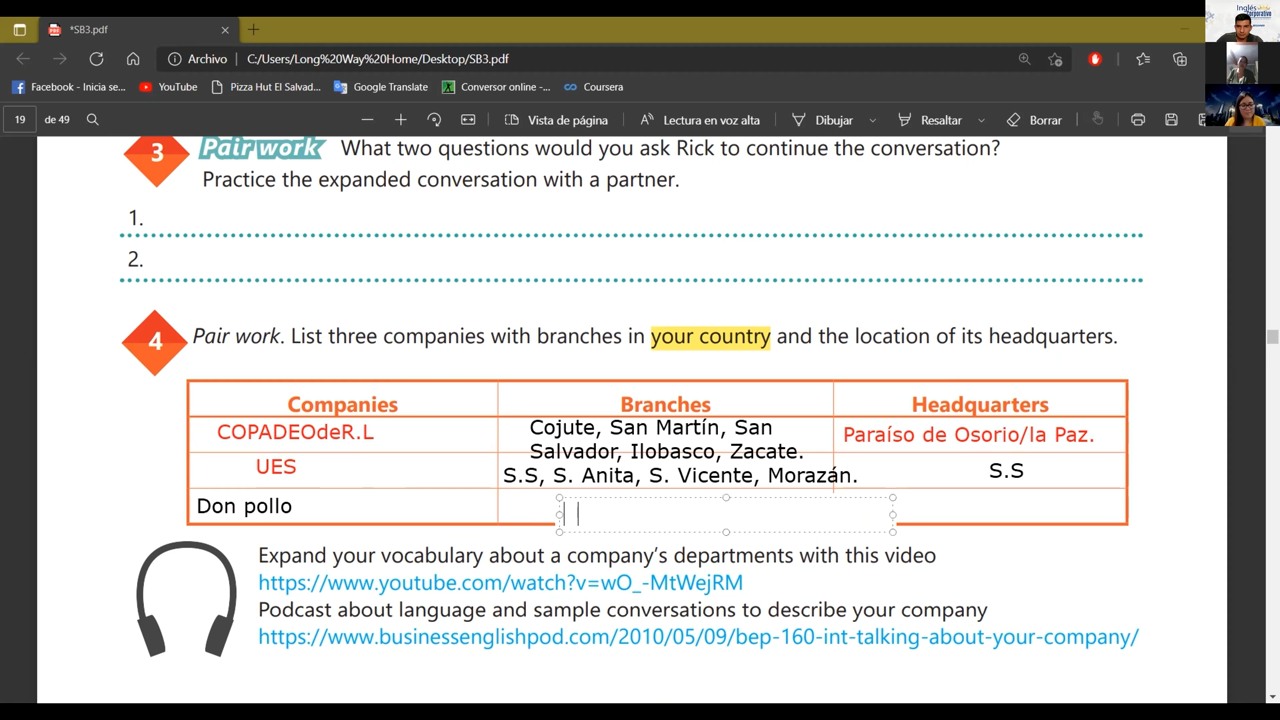 *SB3.pdf
Archivo
C:/Users/Long%20Way%20Home/Desktop/SB3.pdf
Facebook - Inicia se...
YouTube
Pizza Hut El Salvad...
Google Translate
Conversor online -...
Coursera
19 de 49
Vista de página
Lectura en voz alta
Dibujar
Resaltar
Borrar
Inglés
Corporativo
3 Pair work What two questions would you ask Rick to continue the conversation?
Practice the expanded conversation with a partner.
1.
2.
4 Pair work. List three companies with branches in your country and the location of its headquarters.
Companies Branches Headquarters
COPADEOdeR.L Cojute, San Martín, San Paraíso de Osorio/la Paz.
Salvador, Ilobasco, Zacate.
UES S.S, S. Anita, S. Vicente, Morazán. S.S
Don pollo
Expand your vocabulary about a company's departments with this video
https://www.youtube.com/watch?v=wO_-MtWejRM
Podcast about language and sample conversations to describe your company
https://www.businessenglishpod.com/2010/05/09/bep-160-int-talking-about-your-company/